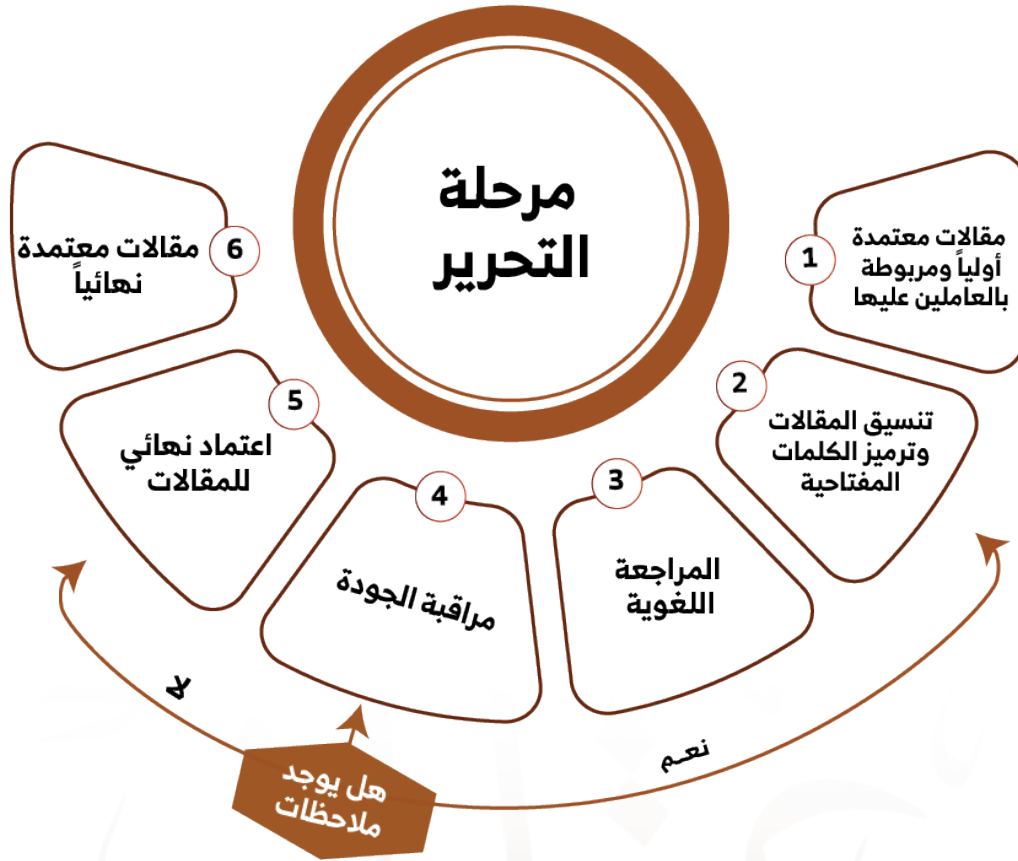 مرحلة
التحرير
1
مقالات معتمدة
أولياً ومربوطة
بالعاملين عليها
2
تنسيق المقالات
وترميز الكلمات
المفتاحية
3
المراجعة
اللغوية
4
مراقبة الجودة
5
اعتماد نهائي
للمقالات
6
مقالات معتمدة
نهائياً
هل يوجد
ملاحظات
نعم
لا